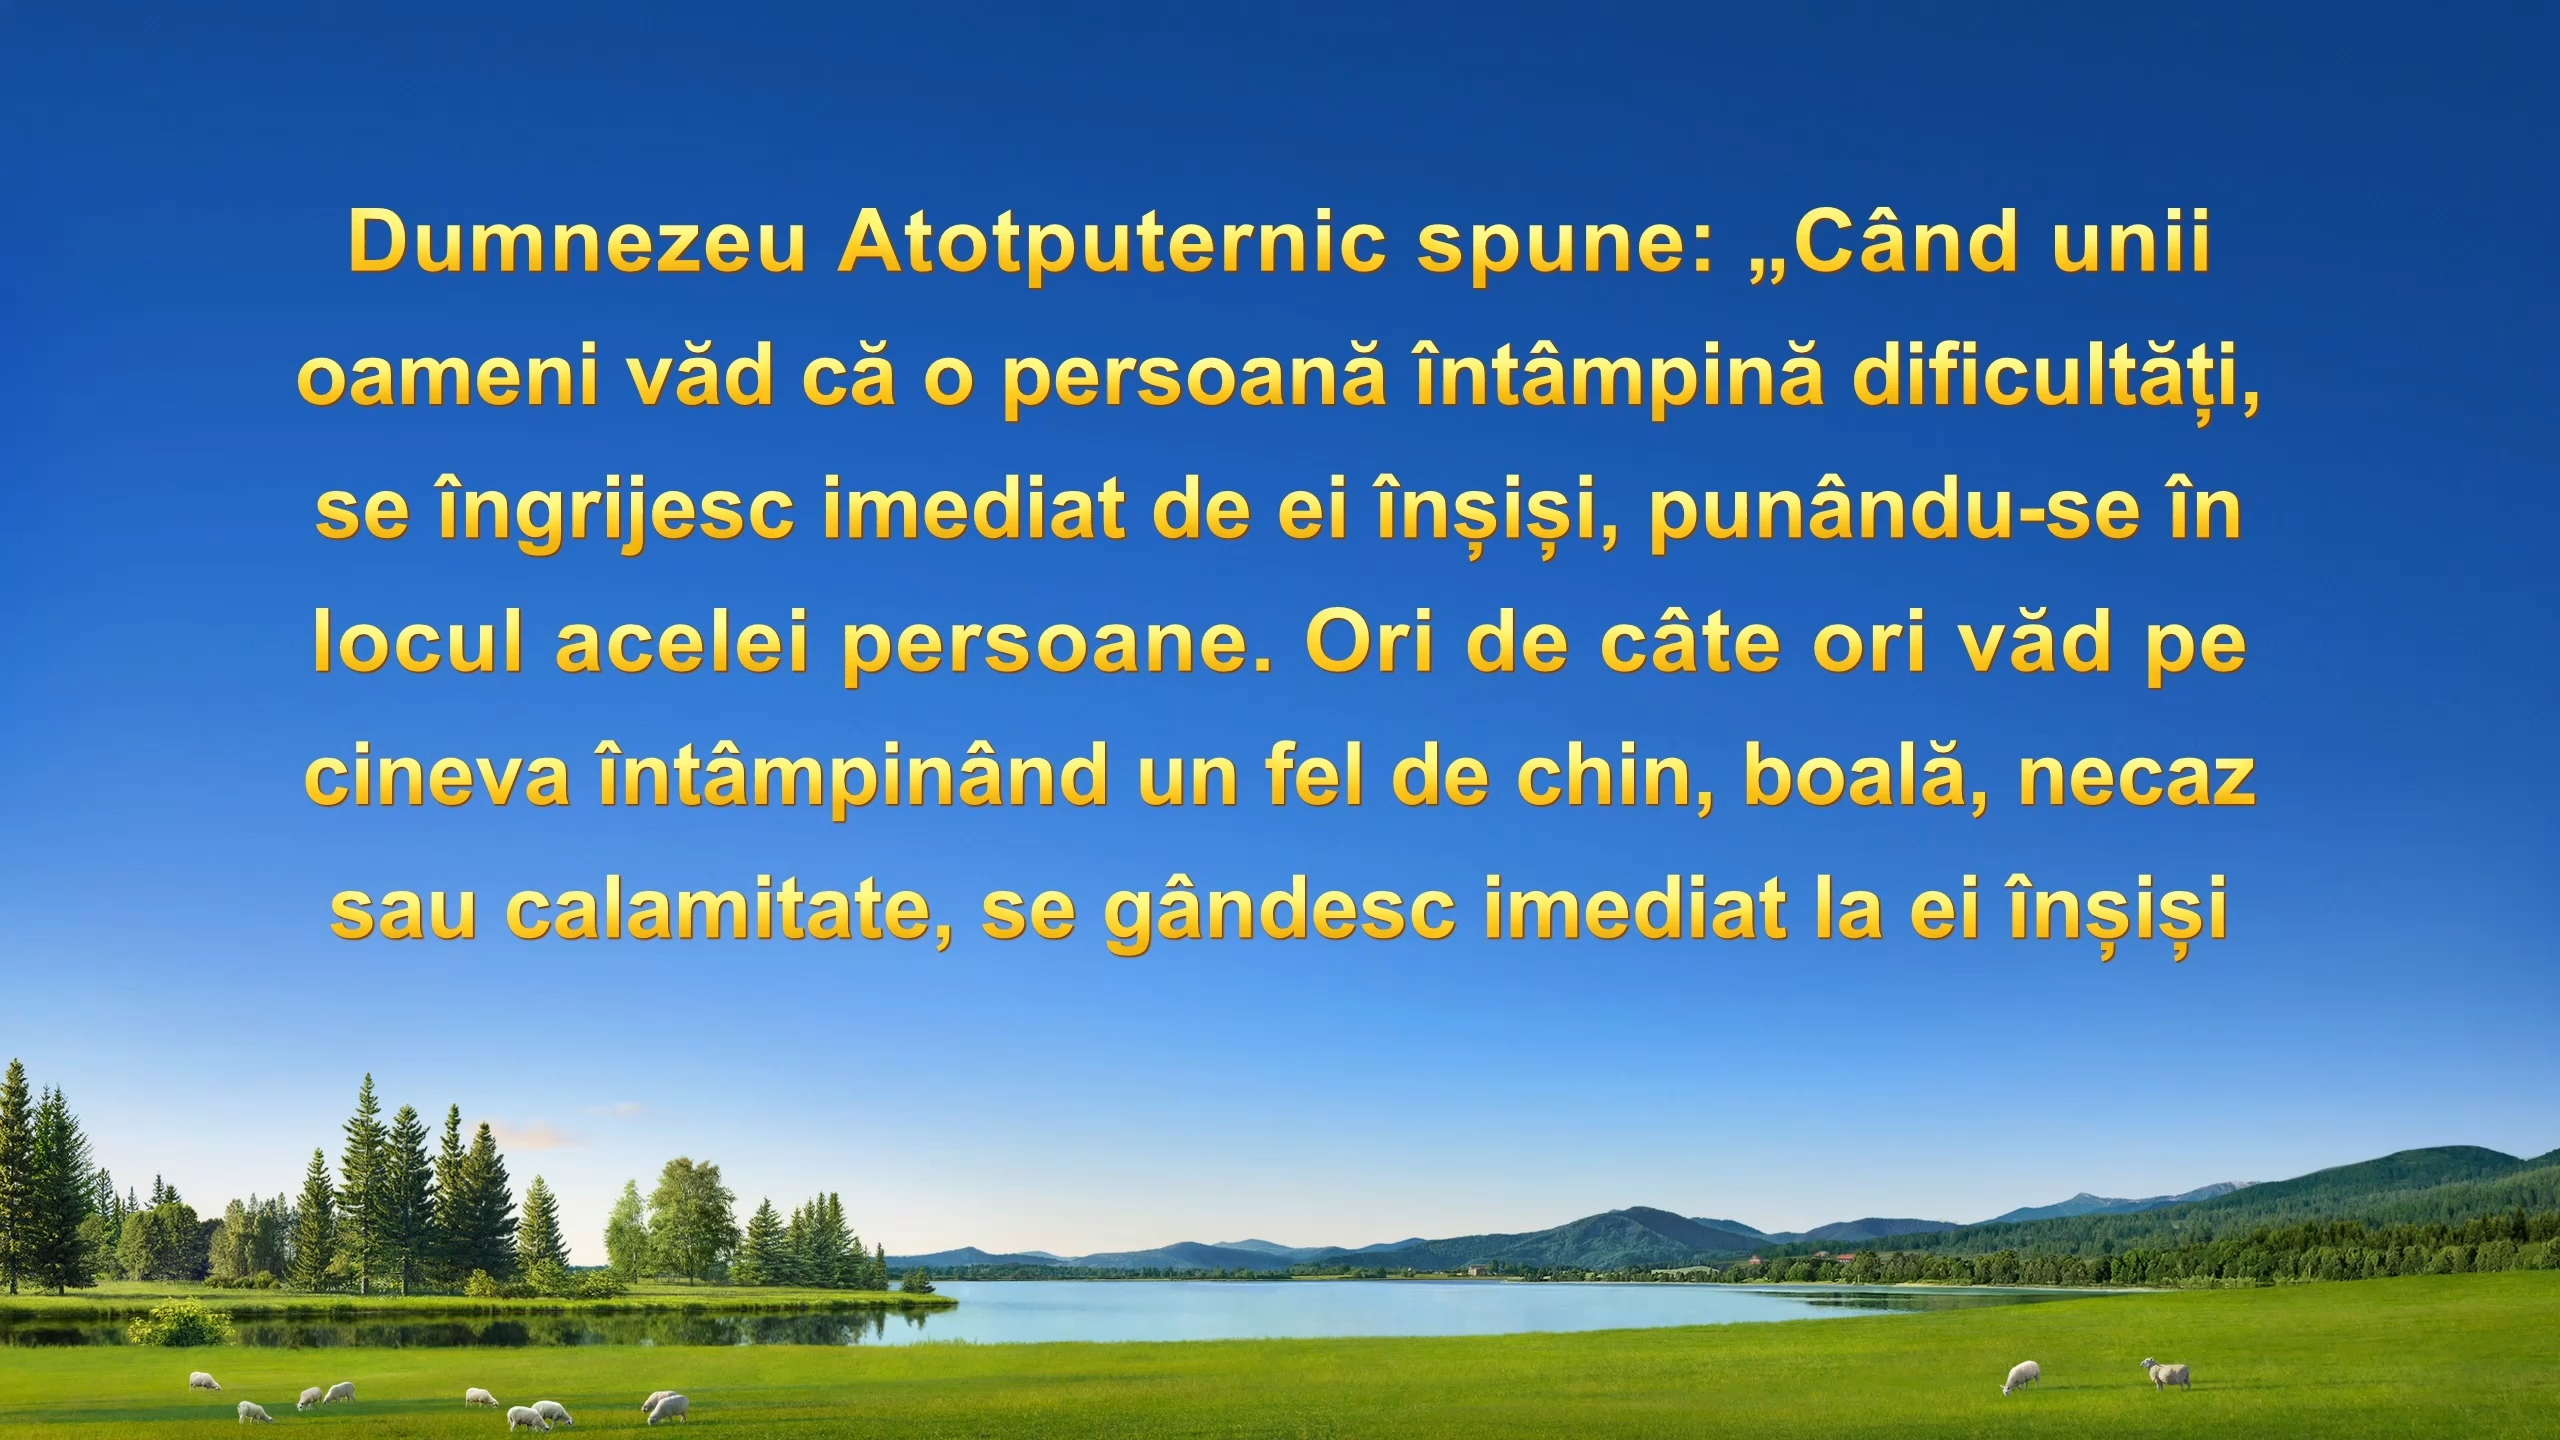 Dumnezeu Atotputernic spune: „Când unii
oameni văd că o persoană întâmpină dificultăți,
se îngrijesc imediat de ei înșiși, punându-se în
locul acelei persoane. Ori de câte ori văd pe
cineva întâmpinând un fel de chin, boală, necaz
sau calamitate, se gândesc imediat la ei înșiși